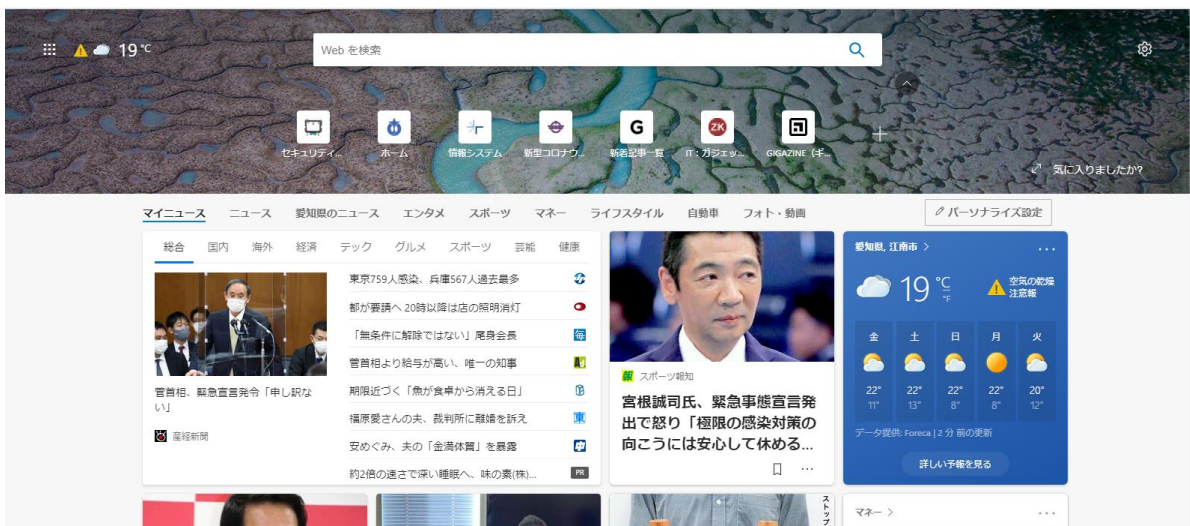 19 °C
Web を検索
セキュリティ...
ホーム
情報システム
新型コロナウ...
G
新着記事一覧
ZK
IT：ガジェッ...
GIGAZINE（ギ...
気に入りましたか?
マイニュース ニュース 愛知県のニュース エンタメ スポーツ マネー ライフスタイル 自動車 フォト・動画
パーソナライズ設定
総合 国内 海外 経済 テック グルメ スポーツ 芸能 健康
菅首相、緊急宣言発令「申し訳な
い」
産経新聞
東京759人感染、兵庫567人過去最多
都が要請へ 20時以降は店の照明消灯
「無条件に解除ではない」尾身会長
毎
菅首相より給与が高い、唯一の知事
期限近づく「魚が食卓から消える日」
福原愛さんの夫、裁判所に離婚を訴え
東
安めぐみ、夫の「金満体質」を暴露
約2倍の速さで深い睡眠へ、味の素(株)...
PR
報 スポーツ報知
宮根誠司氏、緊急事態宣言発
出で怒り「極限の感染対策の
向こうには安心して休める...
...
愛知県, 江南市 >
...
19 °C
°F
空気の乾燥
注意報
金 土 日 月 火
22° 22° 22° 22° 20°
11° 13° 8° 8° 12°
データ提供: Foreca | 2 分 前の更新
詳しい予報を見る
ストップ
マネー >
...